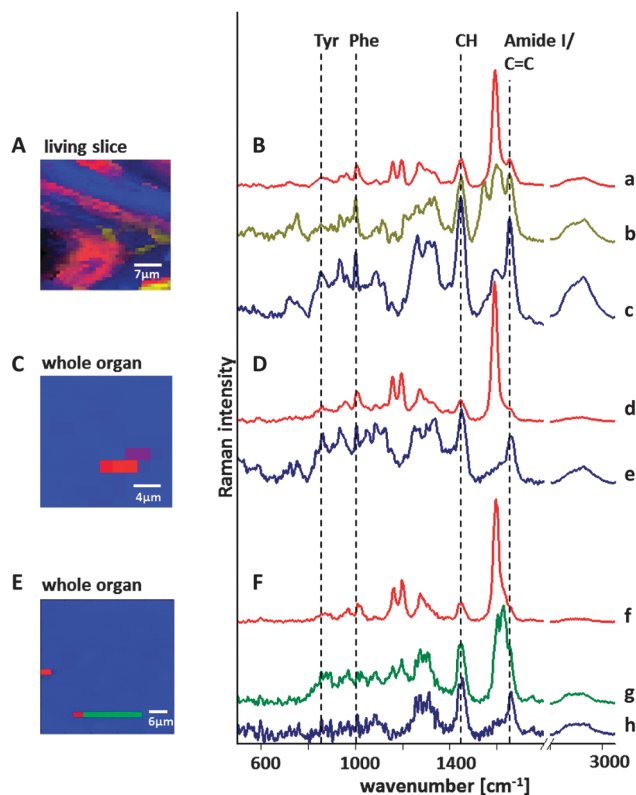 Tyr Phe CH Amide I/
C=C
A living slice B
7µm
a
b
c
C whole organ D
4µm
d
e
E whole organ F
6µm
f
g
h
Raman intensity
600 1000 1400 3000
wavenumber [cm⁻¹]